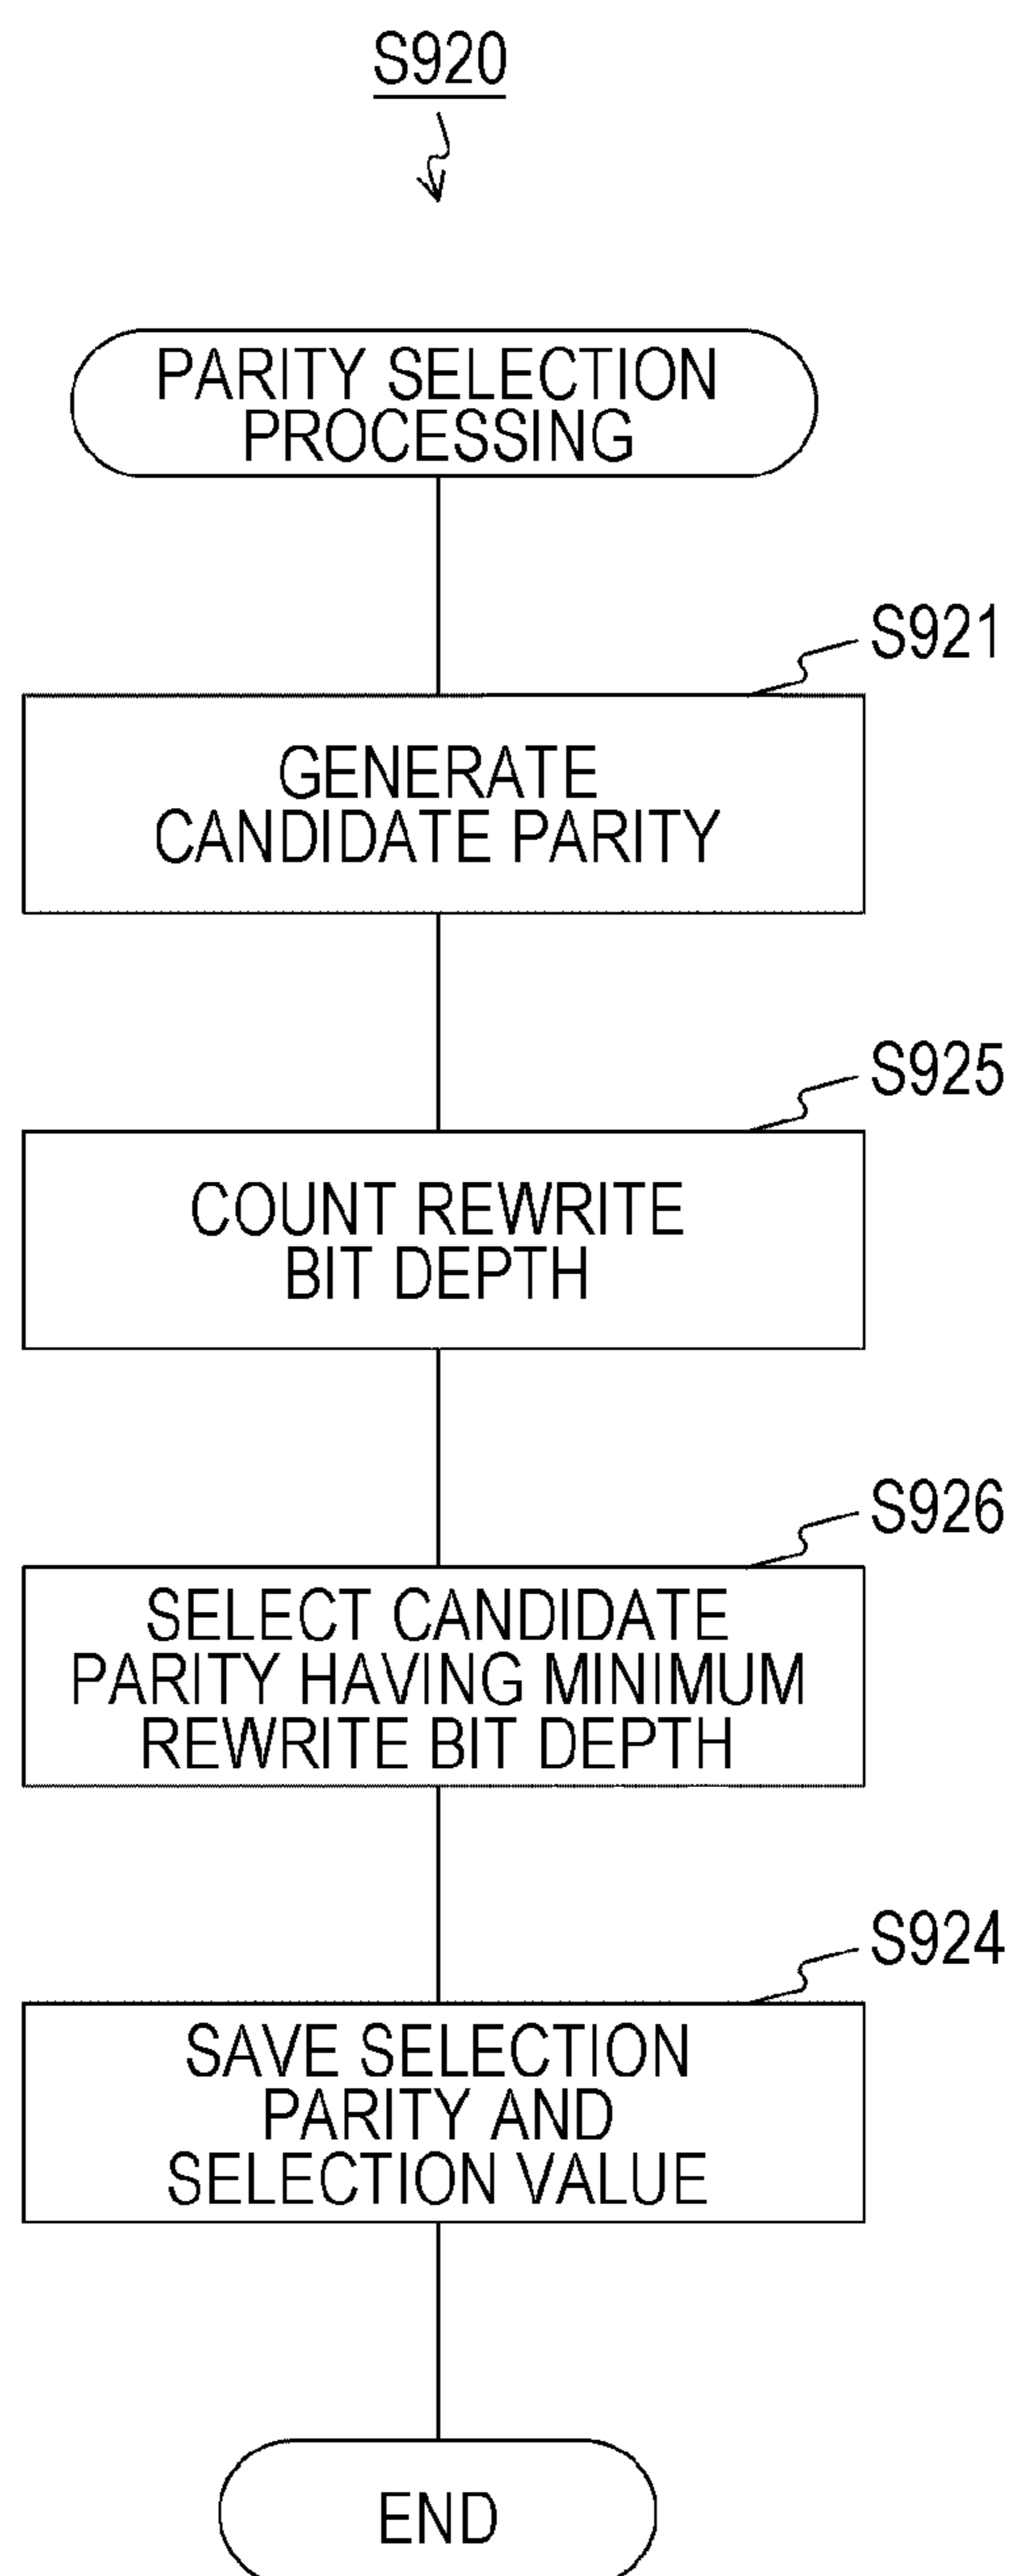 S920
PARITY SELECTION
PROCESSING
S921
GENERATE
CANDIDATE PARITY
S925
COUNT REWRITE
BIT DEPTH
S926
SELECT CANDIDATE
PARITY HAVING MINIMUM
REWRITE BIT DEPTH
S924
SAVE SELECTION
PARITY AND
SELECTION VALUE
END